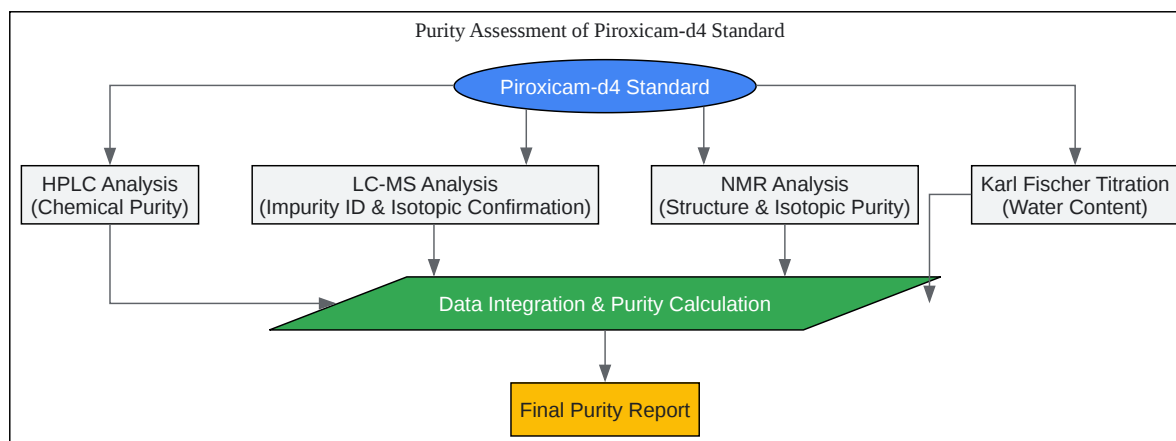 Purity Assessment of Piroxicam-d4 Standard
Piroxicam-d4 Standard
HPLC Analysis
(Chemical Purity)
LC-MS Analysis
(Impurity ID & Isotopic Confirmation)
NMR Analysis
(Structure & Isotopic Purity)
Karl Fischer Titration
(Water Content)
Data Integration & Purity Calculation
Final Purity Report